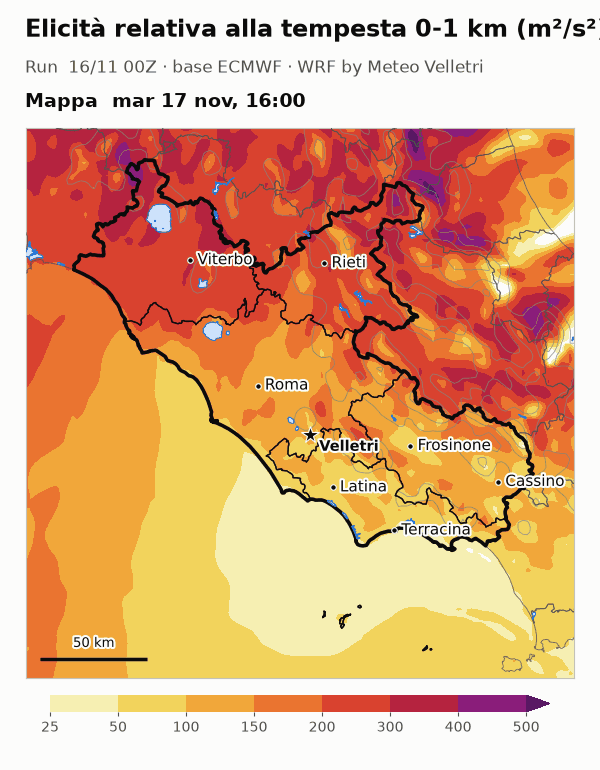 Elicità relativa alla tempesta 0-1 km (m²/s²)
Run 16/11 00Z · base ECMWF · WRF by Meteo Velletri
Mappa mar 17 nov, 16:00
Viterbo
Rieti
Roma
Velletri
Frosinone
Cassino
Latina
Terracina
50 km
25 50 100 150 200 300 400 500